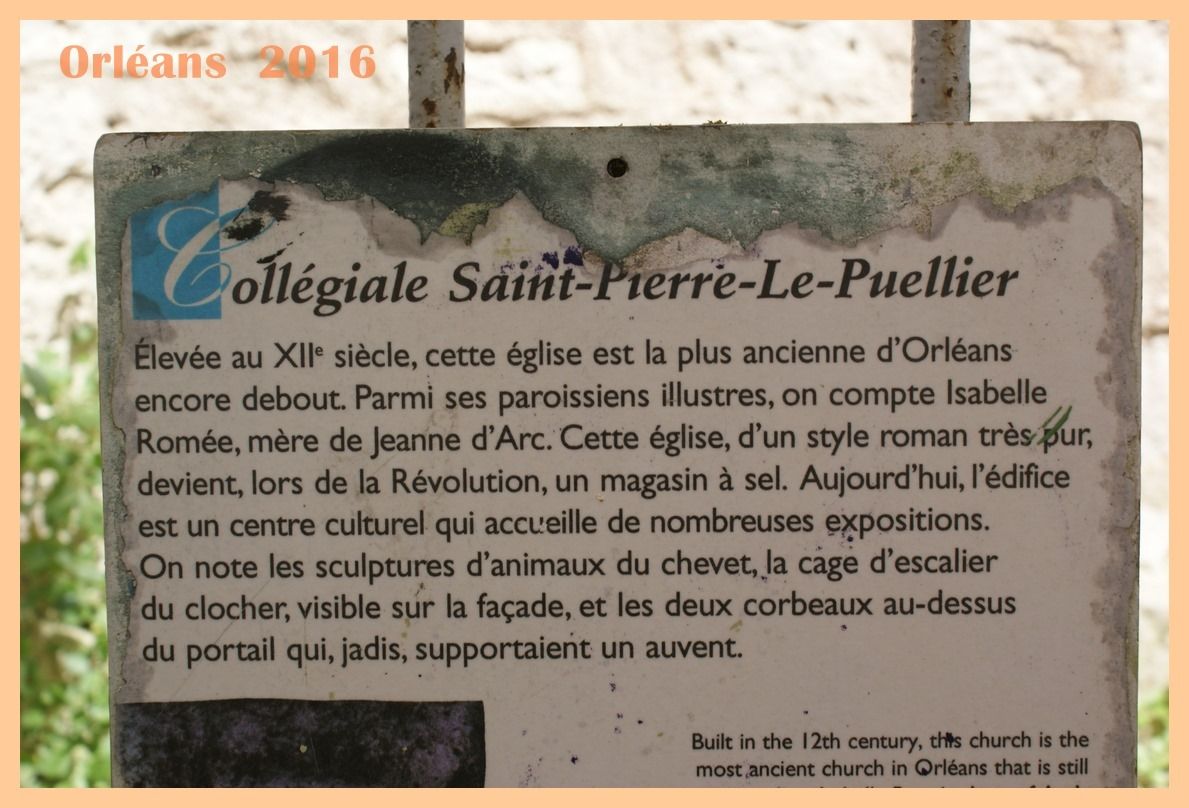 Orléans 2016
Collégiale Saint-Pierre-Le-Puellier
Élevée au XIIe siècle, cette église est la plus ancienne d'Orléans
encore debout. Parmi ses paroissiens illustres, on compte Isabelle
Romée, mère de Jeanne d'Arc. Cette église, d'un style roman très pur,
devient, lors de la Révolution, un magasin à sel. Aujourd'hui, l'édifice
est un centre culturel qui accueille de nombreuses expositions.
On note les sculptures d'animaux du chevet, la cage d'escalier
du clocher, visible sur la façade, et les deux corbeaux au-dessus
du portail qui, jadis, supportaient un auvent.
Built in the 12th century, this church is the
most ancient church in Orléans that is still